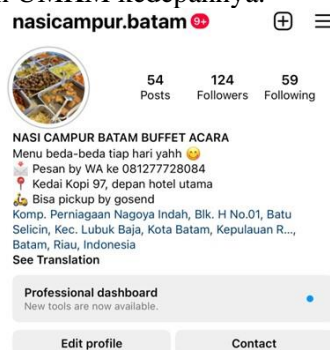 UMKM kedepannya.
nasicampur.batam 9+
54 124 59
Posts Followers Following
NASI CAMPUR BATAM BUFFET ACARA
Menu beda-beda tiap hari yahh 😋
📩 Pesan by WA ke 081277728084
📍 Kedai Kopi 97, depan hotel utama
🛵 Bisa pickup by gosend
Komp. Perniagaan Nagoya Indah, Blk. H No.01, Batu
Selicin, Kec. Lubuk Baja, Kota Batam, Kepulauan R...,
Batam, Riau, Indonesia
See Translation
Professional dashboard
New tools are now available.
Edit profile Contact